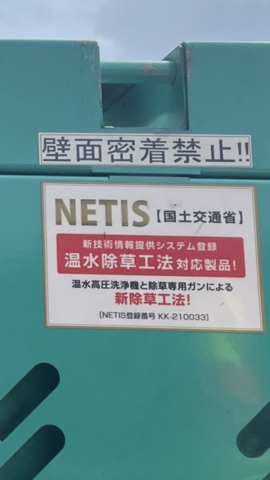 壁面密着禁止!!
NETIS【国土交通省】
新技術情報提供システム登録
温水除草工法対応製品!
温水高圧洗浄機と除草専用ガンによる
新除草工法!
[NETIS登録番号 KK-210033]